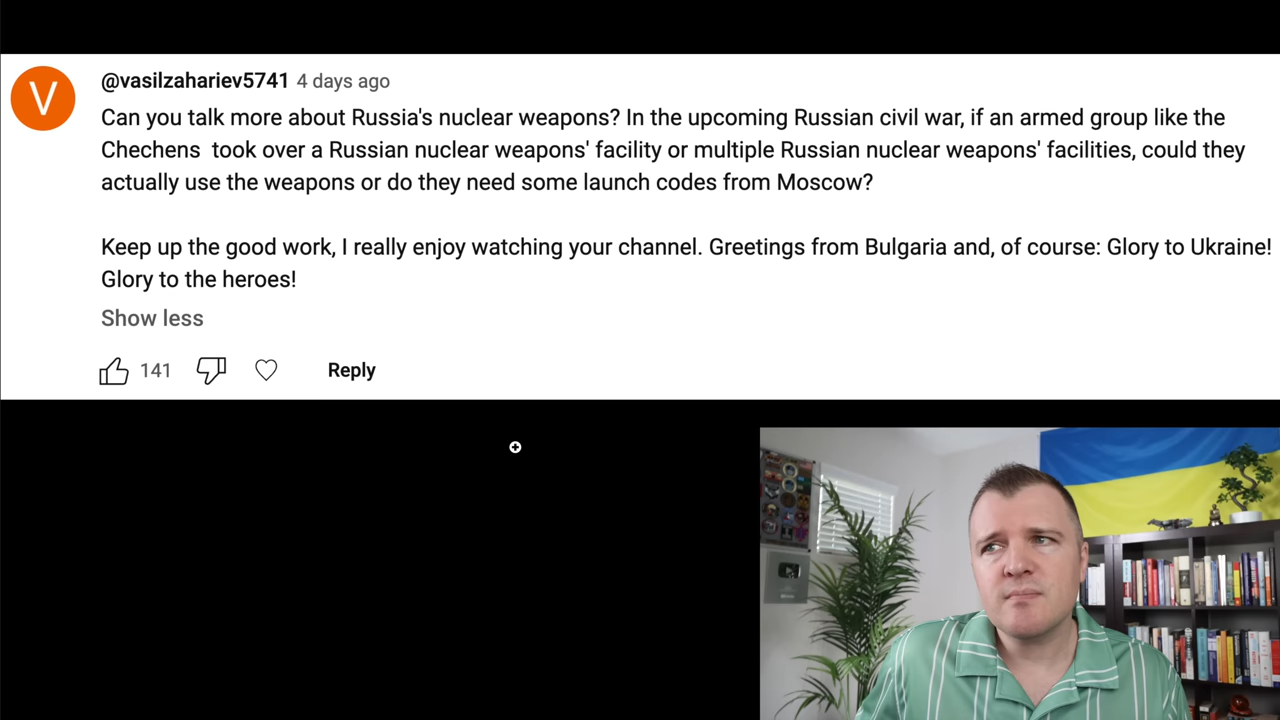 V
@vasilzahariev5741 4 days ago
Can you talk more about Russia's nuclear weapons? In the upcoming Russian civil war, if an armed group like the
Chechens took over a Russian nuclear weapons' facility or multiple Russian nuclear weapons' facilities, could they
actually use the weapons or do they need some launch codes from Moscow?
Keep up the good work, I really enjoy watching your channel. Greetings from Bulgaria and, of course: Glory to Ukraine!
Glory to the heroes!
Show less
141 Reply